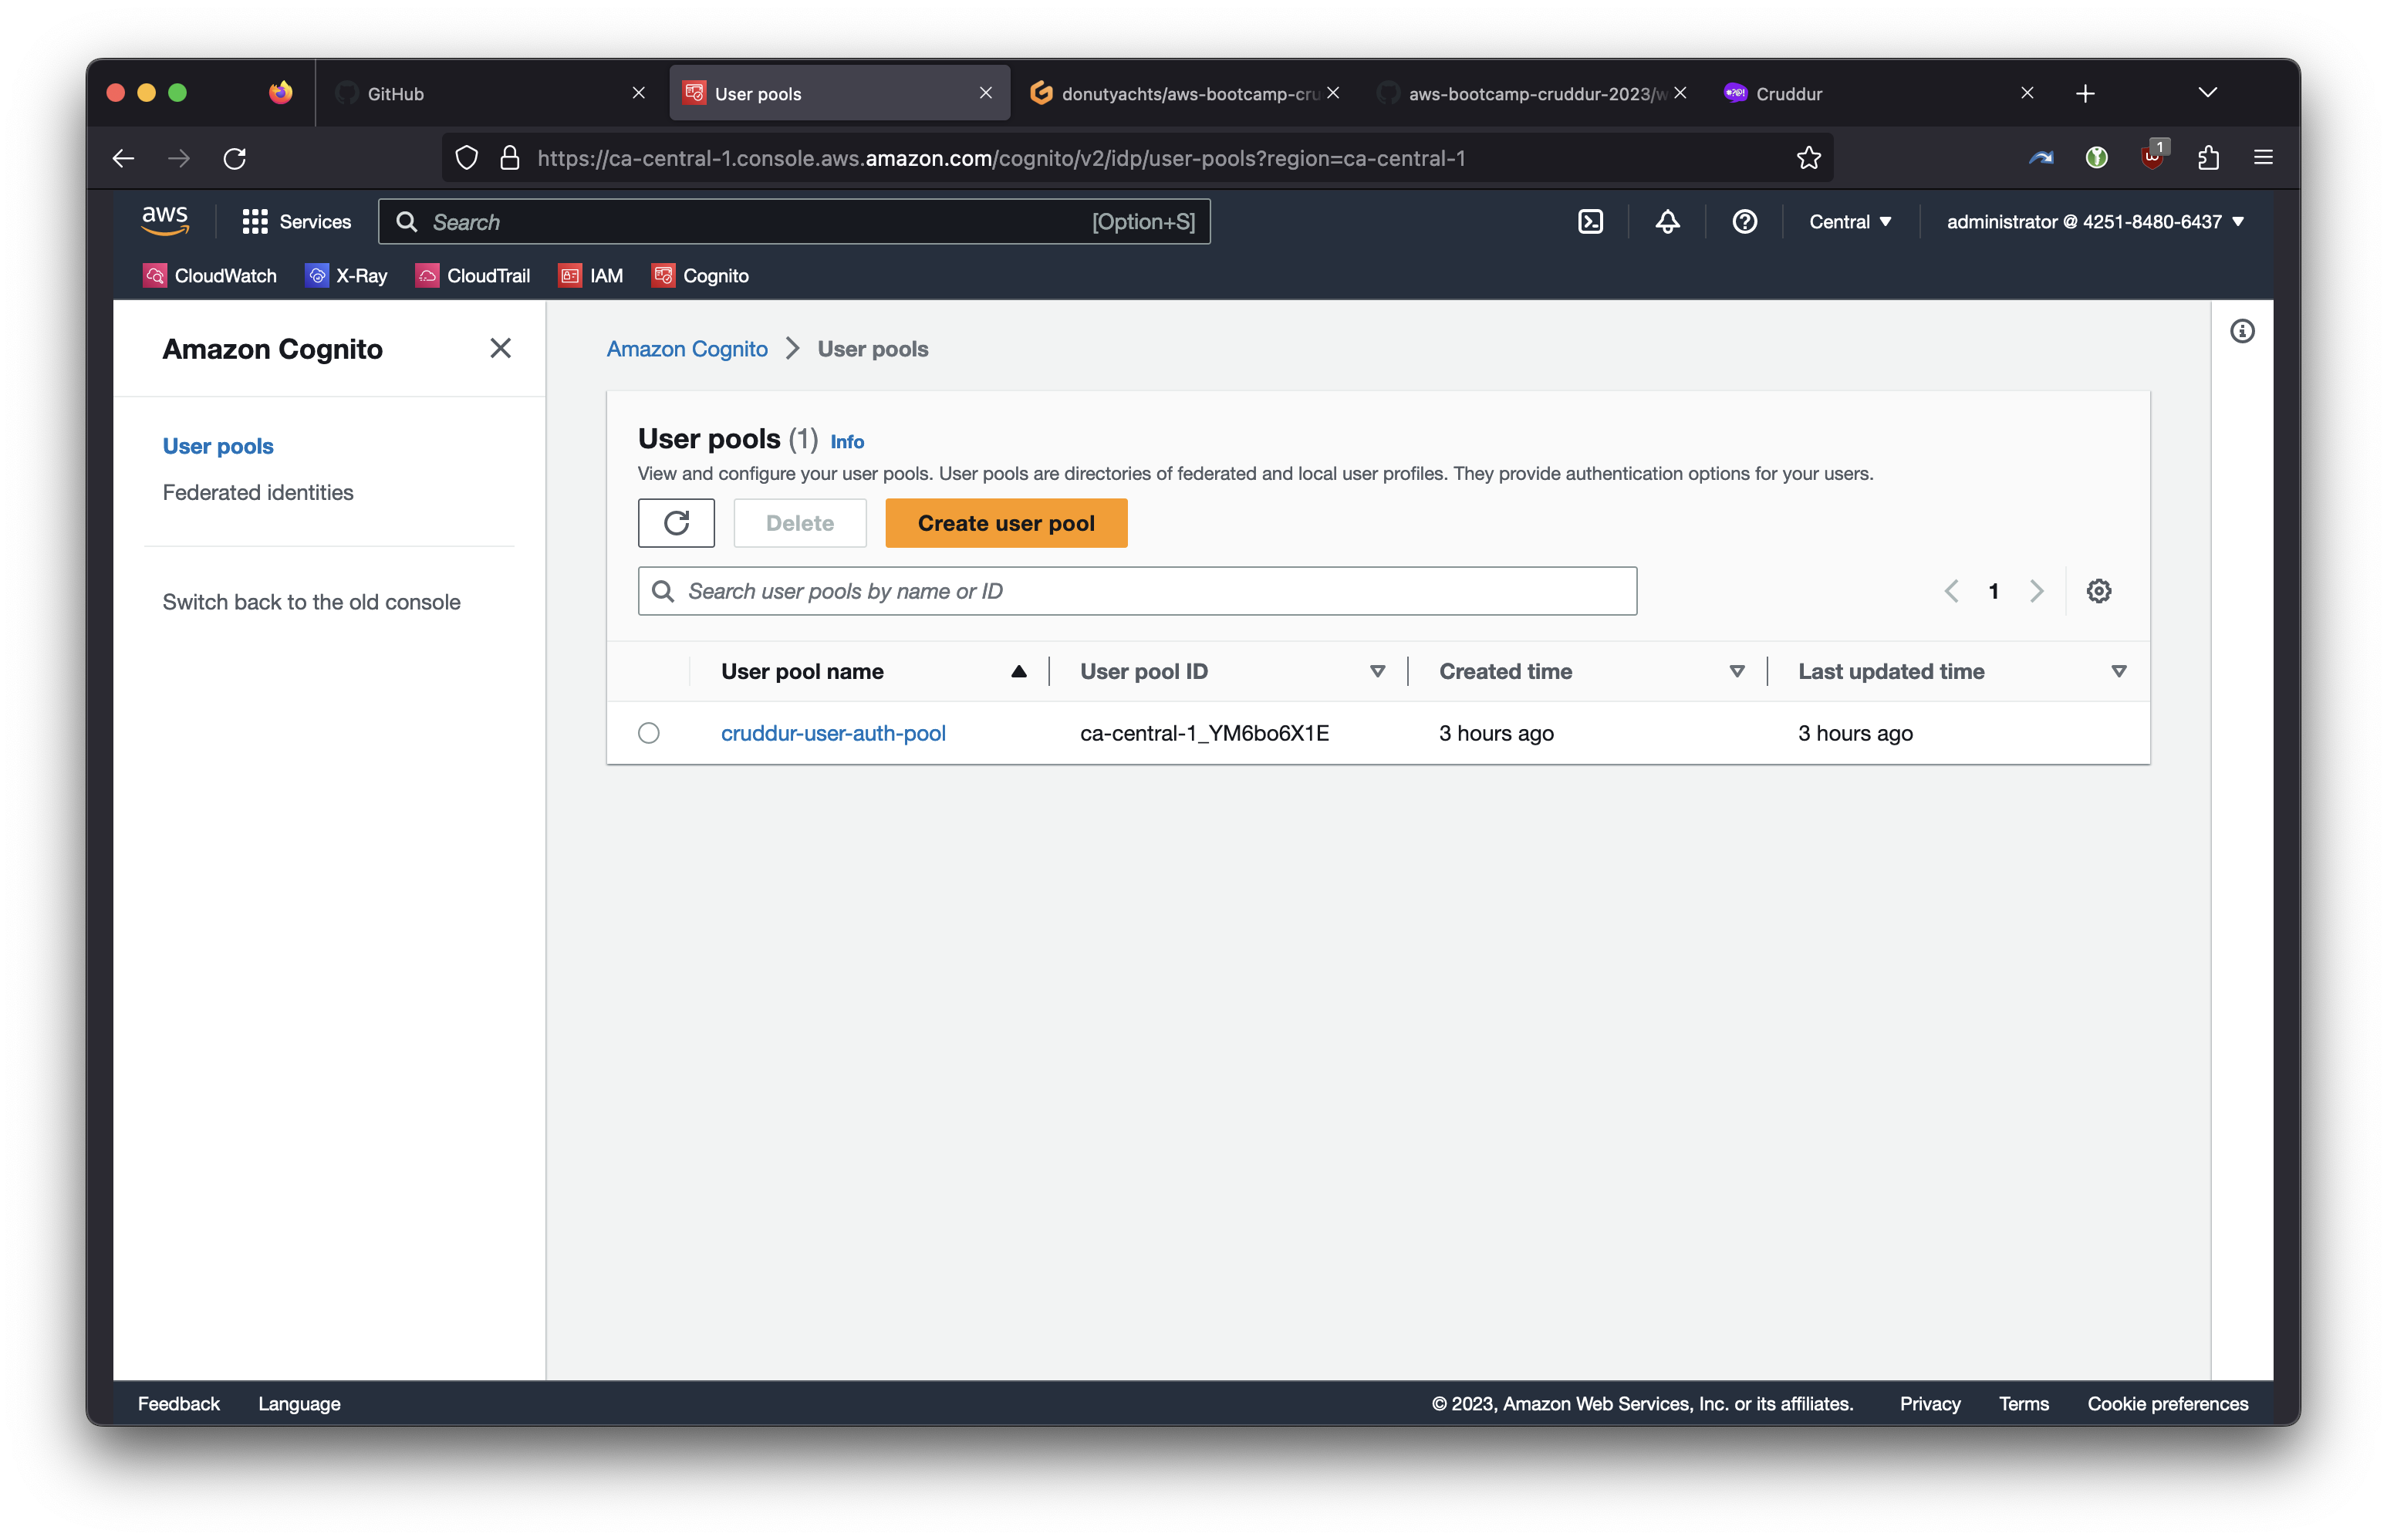 GitHub
User pools
donutyachts/aws-bootcamp-cru
aws-bootcamp-cruddur-2023/w
Cruddur
https://ca-central-1.console.aws.amazon.com/cognito/v2/idp/user-pools?region=ca-central-1
1
aws
Services
Search
[Option+S]
Central
administrator @ 4251-8480-6437
CloudWatch
X-Ray
CloudTrail
IAM
Cognito
Amazon Cognito
User pools
Federated identities
Switch back to the old console
Amazon Cognito > User pools
User pools (1) Info
View and configure your user pools. User pools are directories of federated and local user profiles. They provide authentication options for your users.
Delete
Create user pool
Search user pools by name or ID
1
User pool name
User pool ID
Created time
Last updated time
cruddur-user-auth-pool
ca-central-1_YM6bo6X1E
3 hours ago
3 hours ago
Feedback
Language
© 2023, Amazon Web Services, Inc. or its affiliates.
Privacy
Terms
Cookie preferences